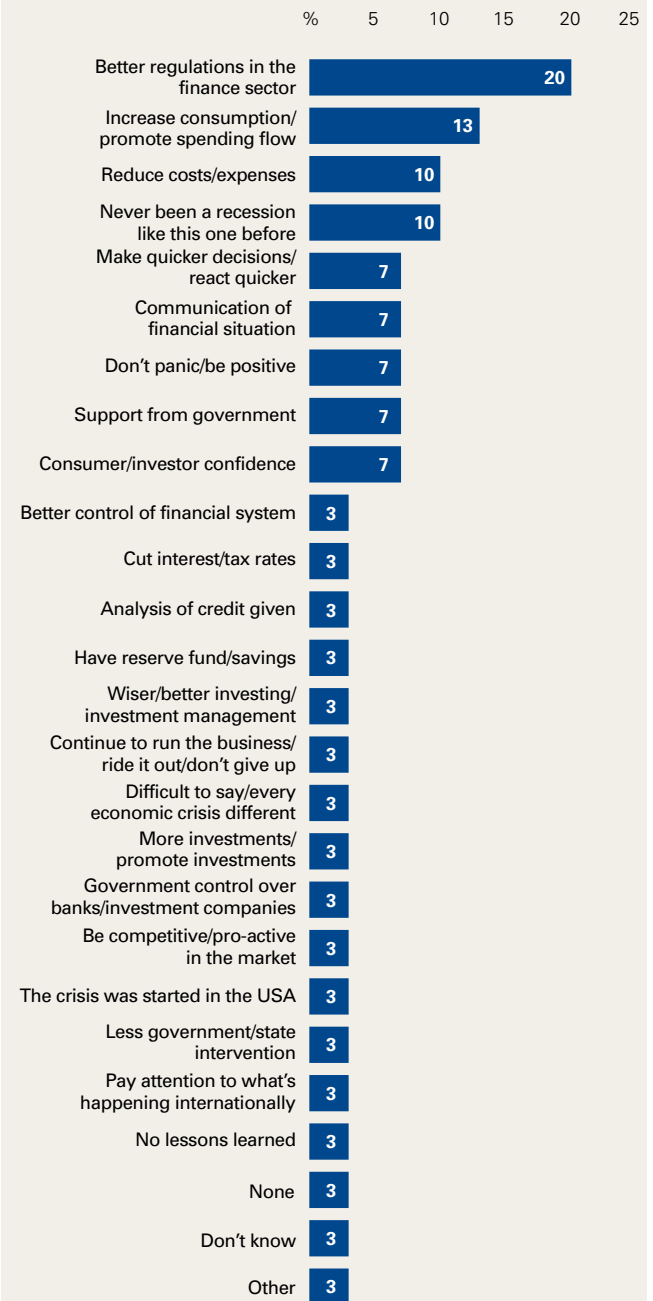 % 5 10 15 20 25
Better regulations in the
finance sector
20
Increase consumption/
promote spending flow
13
Reduce costs/expenses
10
Never been a recession
like this one before
10
Make quicker decisions/
react quicker
7
Communication of
financial situation
7
Don't panic/be positive
7
Support from government
7
Consumer/investor confidence
7
Better control of financial system
3
Cut interest/tax rates
3
Analysis of credit given
3
Have reserve fund/savings
3
Wiser/better investing/
investment management
3
Continue to run the business/
ride it out/don't give up
3
Difficult to say/every
economic crisis different
3
More investments/
promote investments
3
Government control over
banks/investment companies
3
Be competitive/pro-active
in the market
3
The crisis was started in the USA
3
Less government/state
intervention
3
Pay attention to what's
happening internationally
3
No lessons learned
3
None
3
Don't know
3
Other
3